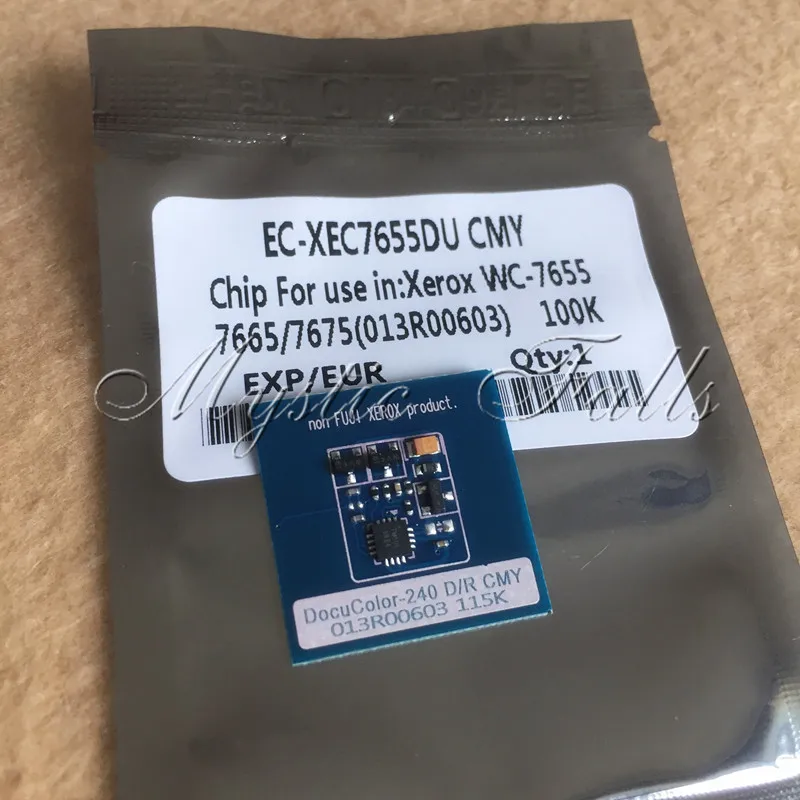 EC-XEC7655DU CMY
Chip For use in:Xerox WC-7655
7665/7675(013R00603) 100K
EXP/EUR Qty:1
Mystic Falls
non FUJI XEROX product.
DocuColor-240 D/R CMY
013R00603 115K